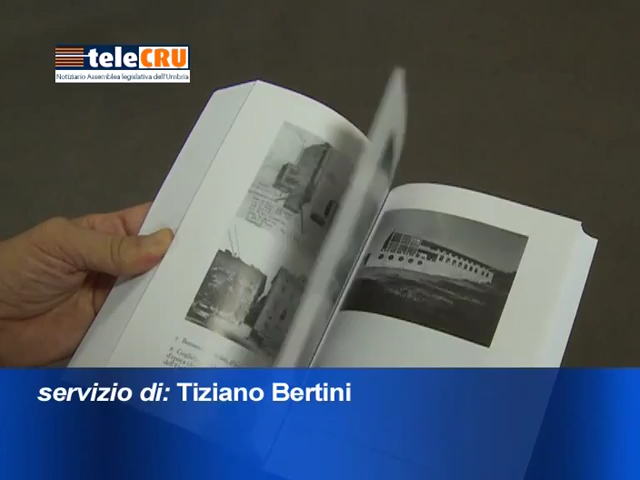 teleCRU
Notiziario Assemblea legislativa dell'Umbria
servizio di: Tiziano Bertini